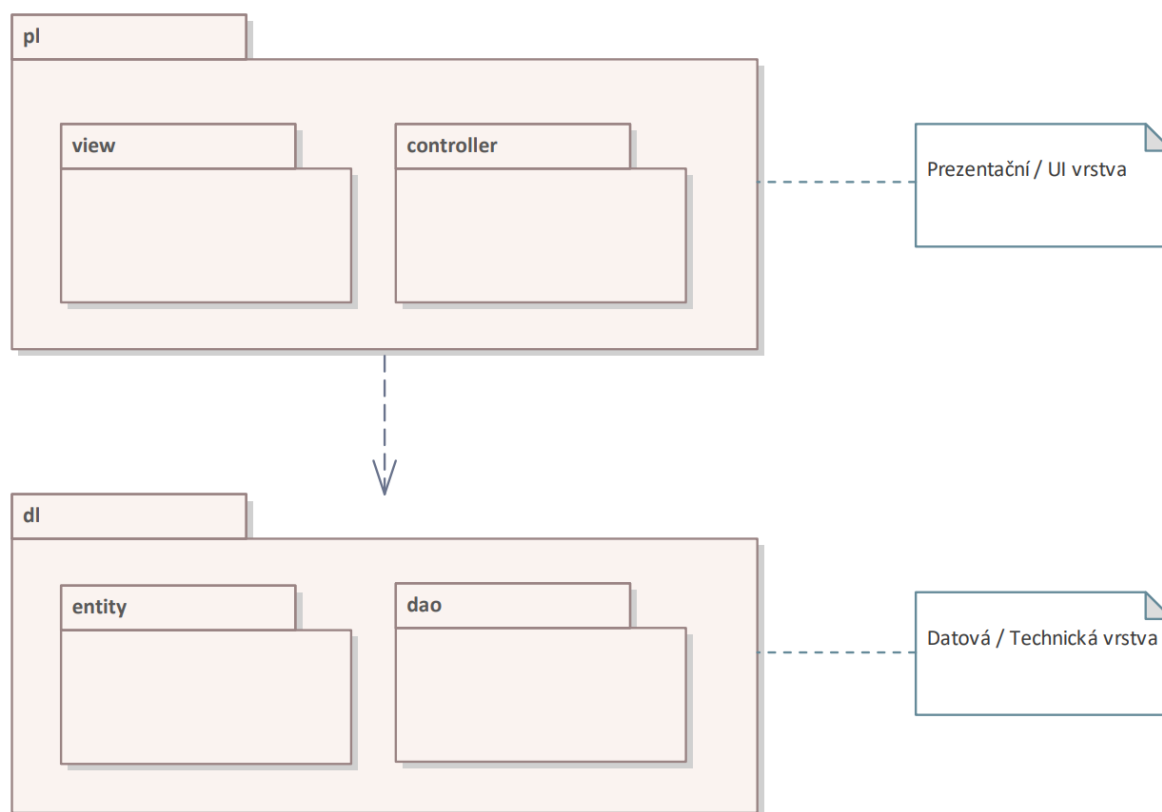 pl
view
controller
Prezentační / UI vrstva
dl
entity
dao
Datová / Technická vrstva